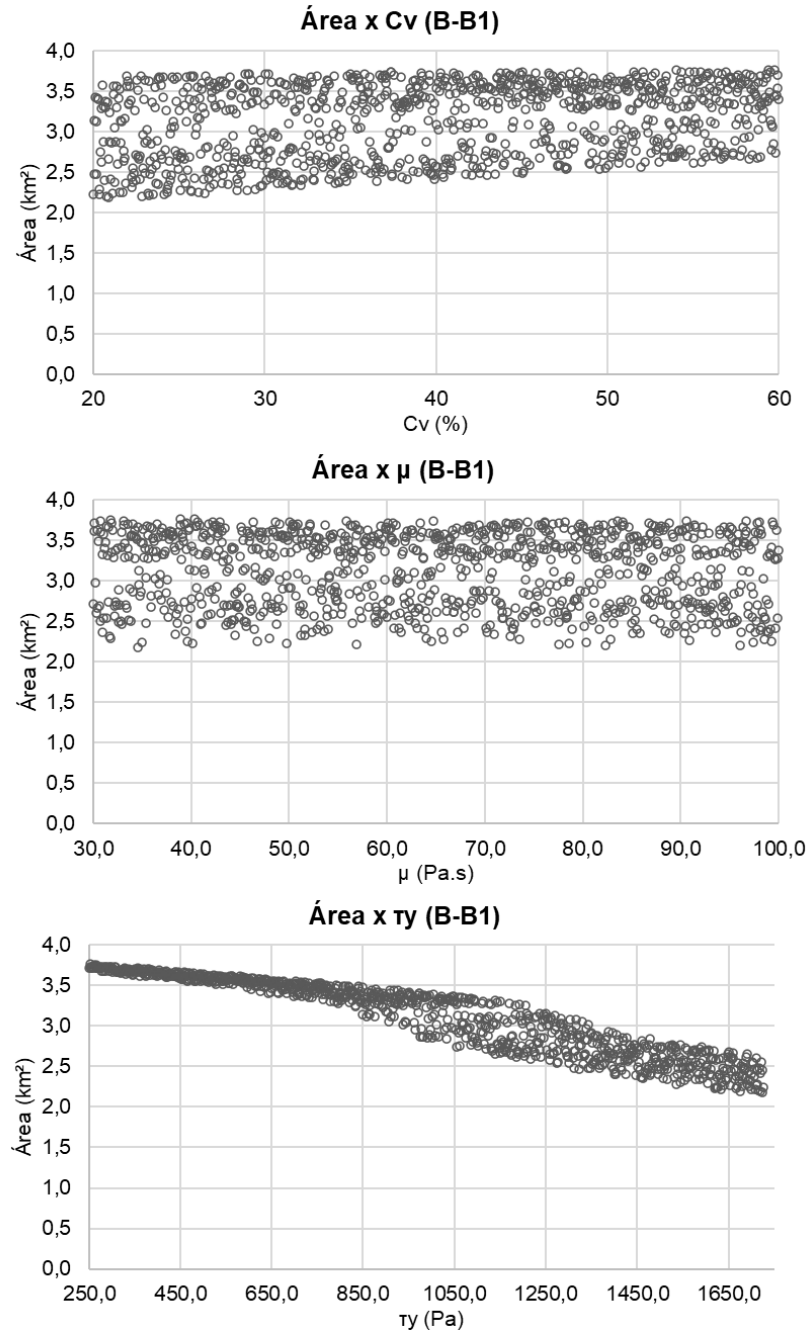 Área x Cv (B-B1)
4,0
3,5
3,0
2,5
2,0
1,5
1,0
0,5
0,0
Área (km²)
20 30 40 50 60
Cv (%)
Área x µ (B-B1)
4,0
3,5
3,0
2,5
2,0
1,5
1,0
0,5
0,0
Área (km²)
30,0 40,0 50,0 60,0 70,0 80,0 90,0 100,0
µ (Pa.s)
Área x τy (B-B1)
4,0
3,5
3,0
2,5
2,0
1,5
1,0
0,5
0,0
Área (km²)
250,0 450,0 650,0 850,0 1050,0 1250,0 1450,0 1650,0
τy (Pa)